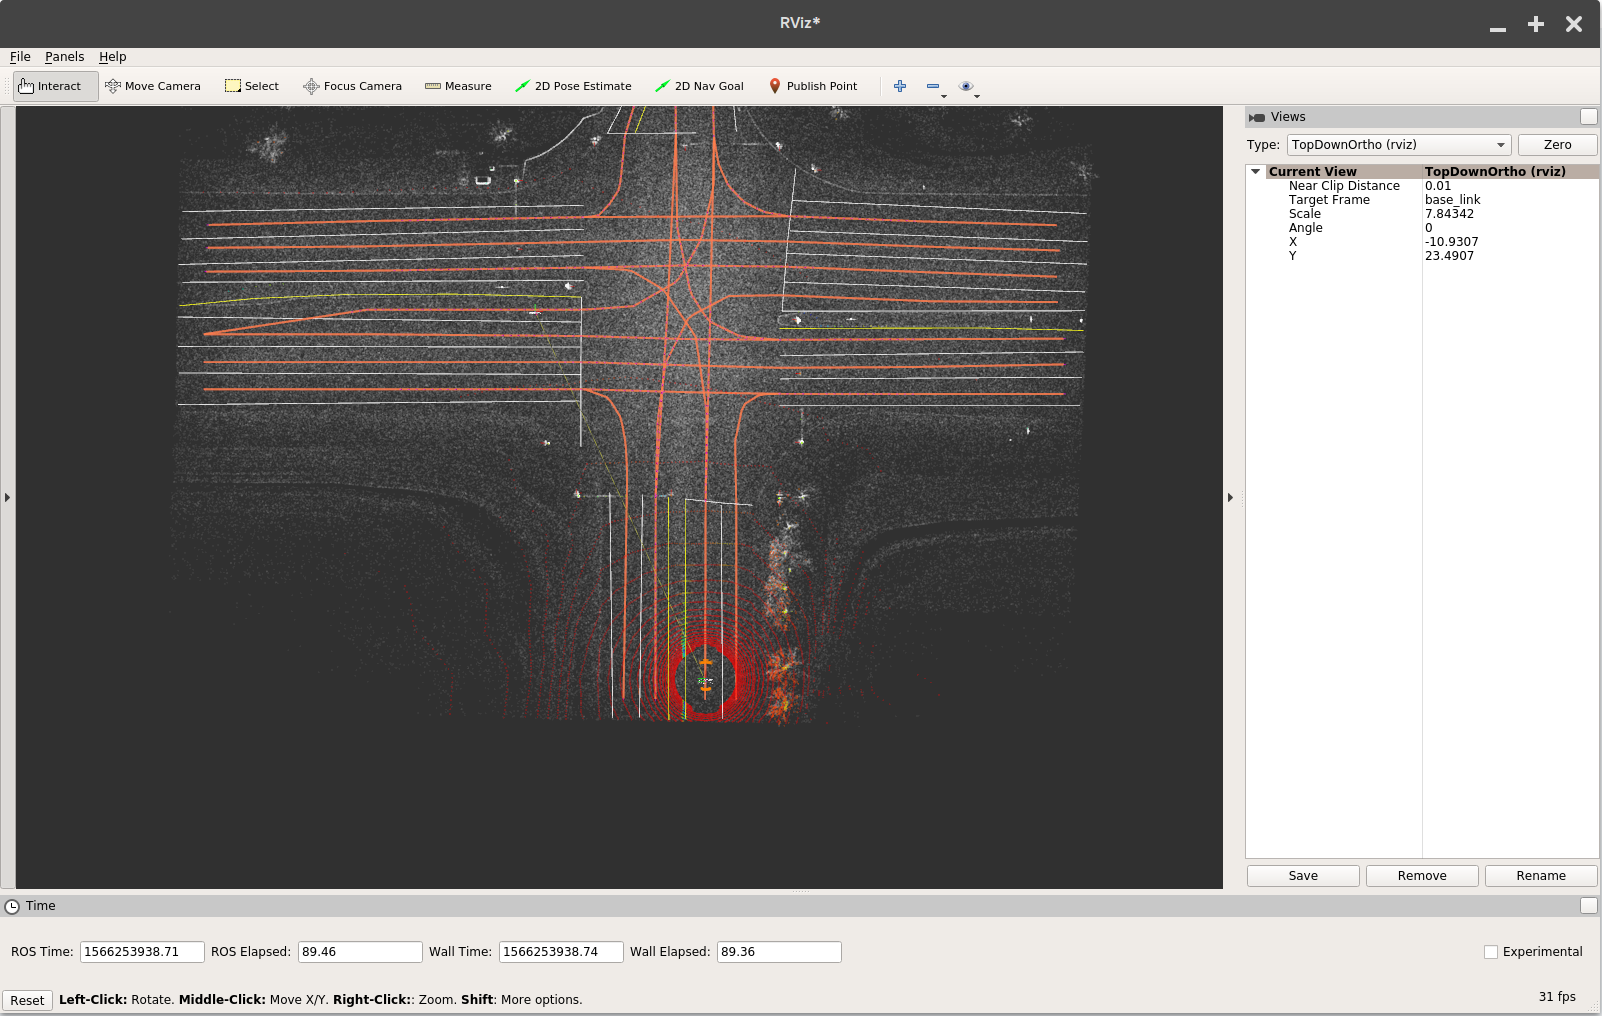 RViz*
File Panels Help
Interact Move Camera Select Focus Camera Measure 2D Pose Estimate 2D Nav Goal Publish Point
Views
Type: TopDownOrtho (rviz) Zero
Current View TopDownOrtho (rviz)
Near Clip Distance 0.01
Target Frame base_link
Scale 7.84342
Angle 0
X -10.9307
Y 23.4907
Save Remove Rename
Time
ROS Time: 1566253938.71 ROS Elapsed: 89.46 Wall Time: 1566253938.74 Wall Elapsed: 89.36 Experimental
Reset Left-Click: Rotate. Middle-Click: Move X/Y. Right-Click:: Zoom. Shift: More options. 31 fps